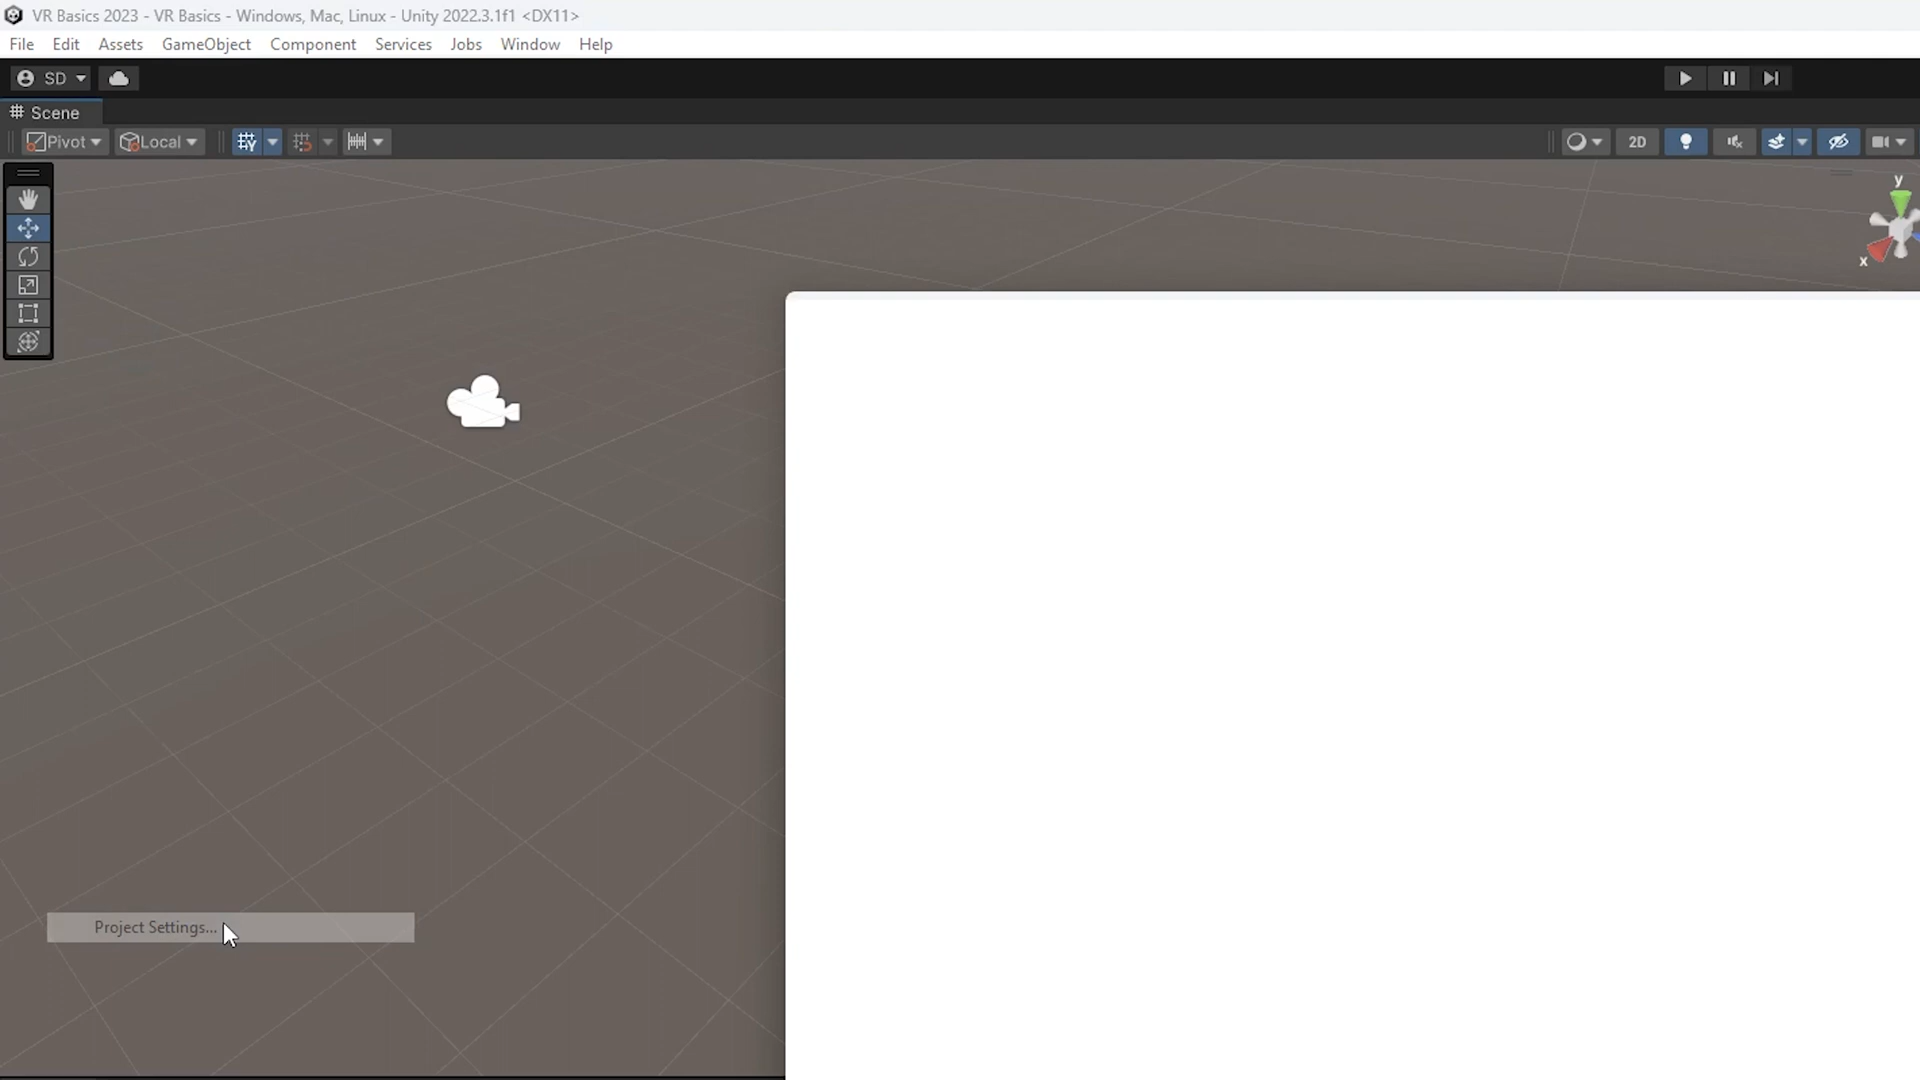 VR Basics 2023 - VR Basics - Windows, Mac, Linux - Unity 2022.3.1f1 <DX11>
File Edit Assets GameObject Component Services Jobs Window Help
SD
Scene
Pivot Local 2D
y
x
Project Settings...